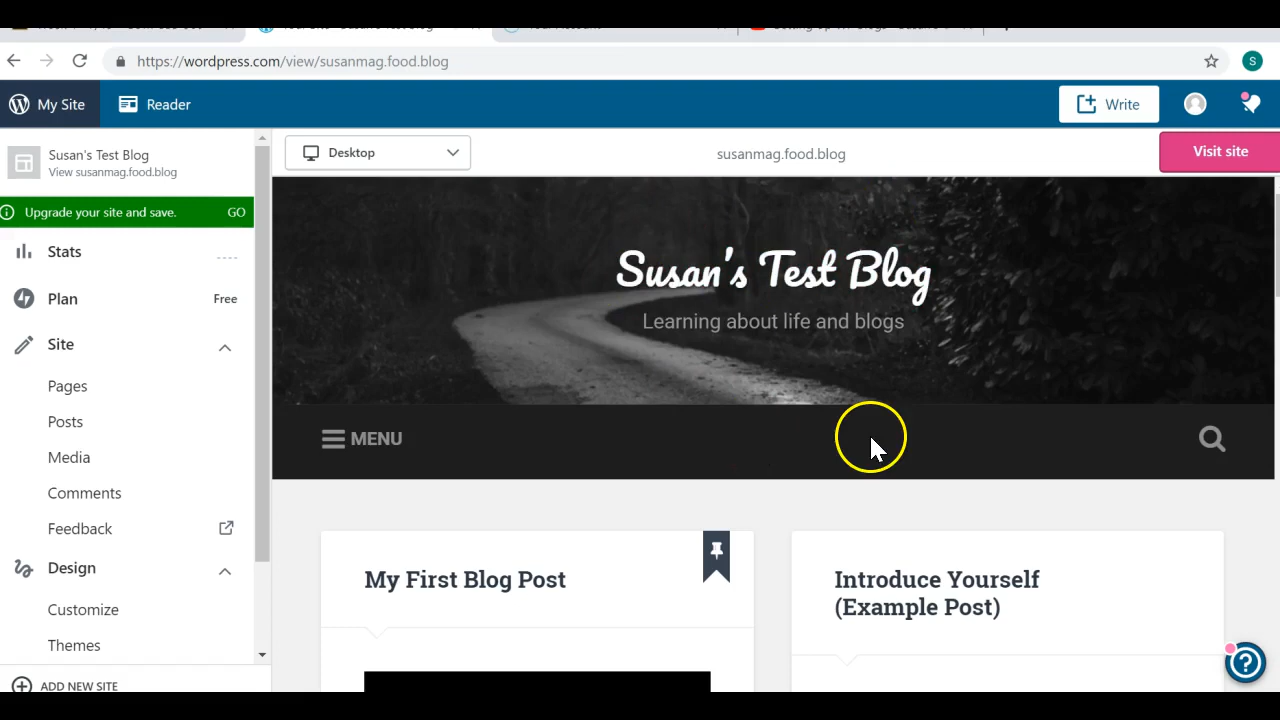 https://wordpress.com/view/susanmag.food.blog
S
My Site
Reader
Write
Susan's Test Blog
View susanmag.food.blog
Desktop
susanmag.food.blog
Visit site
Upgrade your site and save. GO
Stats
Plan Free
Site
Pages
Posts
Media
Comments
Feedback
Design
Customize
Themes
ADD NEW SITE
Susan's Test Blog
Learning about life and blogs
MENU
My First Blog Post
Introduce Yourself
(Example Post)